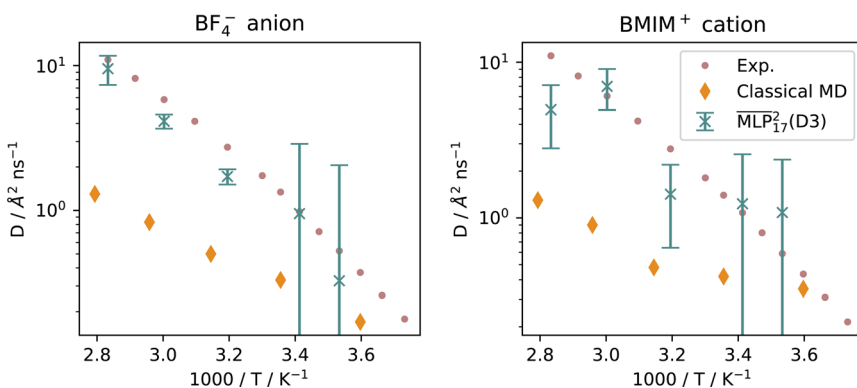 BF₄⁻ anion
D / Å² ns⁻¹
10¹
10⁰
2.8 3.0 3.2 3.4 3.6
1000 / T / K⁻¹
BMIM⁺ cation
D / Å² ns⁻¹
10¹
10⁰
Exp.
Classical MD
M̅L̅P̅²₁₇(D3)
2.8 3.0 3.2 3.4 3.6
1000 / T / K⁻¹